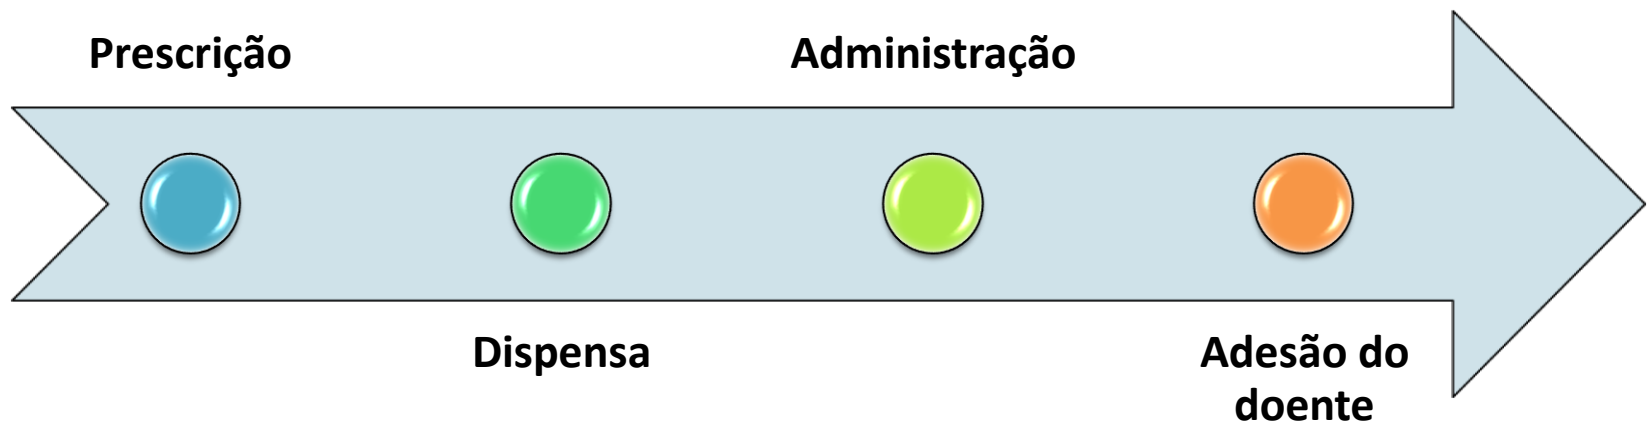 Prescrição
Administração
Dispensa
Adesão do
doente